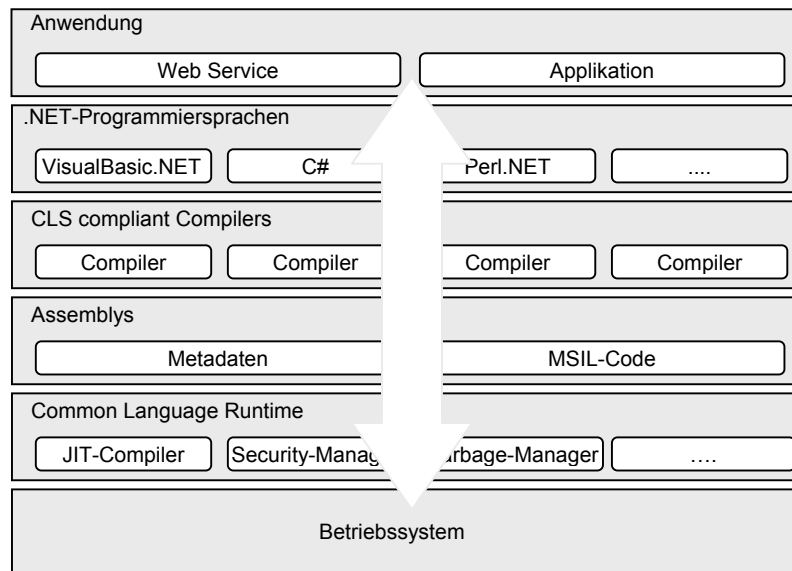 Anwendung
Web Service Applikation
.NET-Programmiersprachen
VisualBasic.NET C# Perl.NET ....
CLS compliant Compilers
Compiler Compiler Compiler Compiler
Assemblys
Metadaten MSIL-Code
Common Language Runtime
JIT-Compiler Security-Manag arbage-Manager ....
Betriebssystem